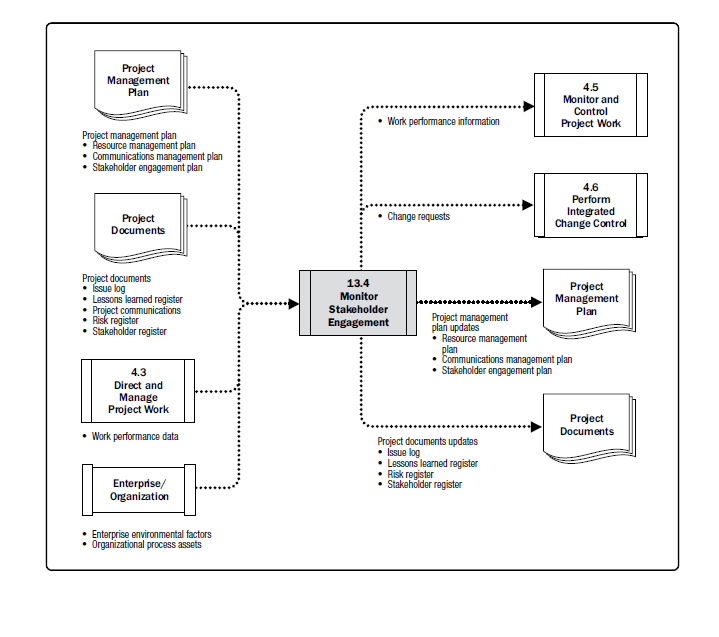 Project
Management
Plan
Project management plan
• Resource management plan
• Communications management plan
• Stakeholder engagement plan
Project
Documents
Project documents
• Issue log
• Lessons learned register
• Project communications
• Risk register
• Stakeholder register
4.3
Direct and
Manage
Project Work
• Work performance data
Enterprise/
Organization
• Enterprise environmental factors
• Organizational process assets
13.4
Monitor
Stakeholder
Engagement
4.5
Monitor and
Control
Project Work
• Work performance information
4.6
Perform
Integrated
Change Control
• Change requests
Project
Management
Plan
Project management
plan updates
• Resource management
plan
• Communications management plan
• Stakeholder engagement plan
Project
Documents
Project documents updates
• Issue log
• Lessons learned register
• Risk register
• Stakeholder register